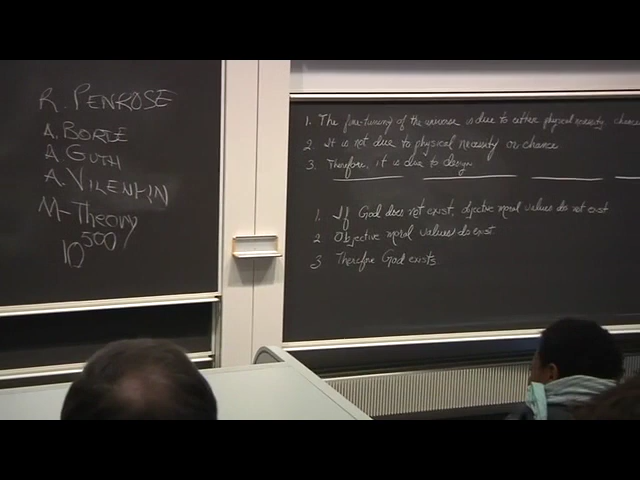 R. PENROSE
A. BORDE
A. GUTH
A. VILENKIN
M-THEORY
10^500
1. The fine-tuning of the universe is due to either physical necessity, chance
2. It is not due to physical necessity or chance
3. Therefore, it is due to design
1. If God does not exist, objective moral values do not exist
2 Objective moral values do exist
3 Therefore God exists.